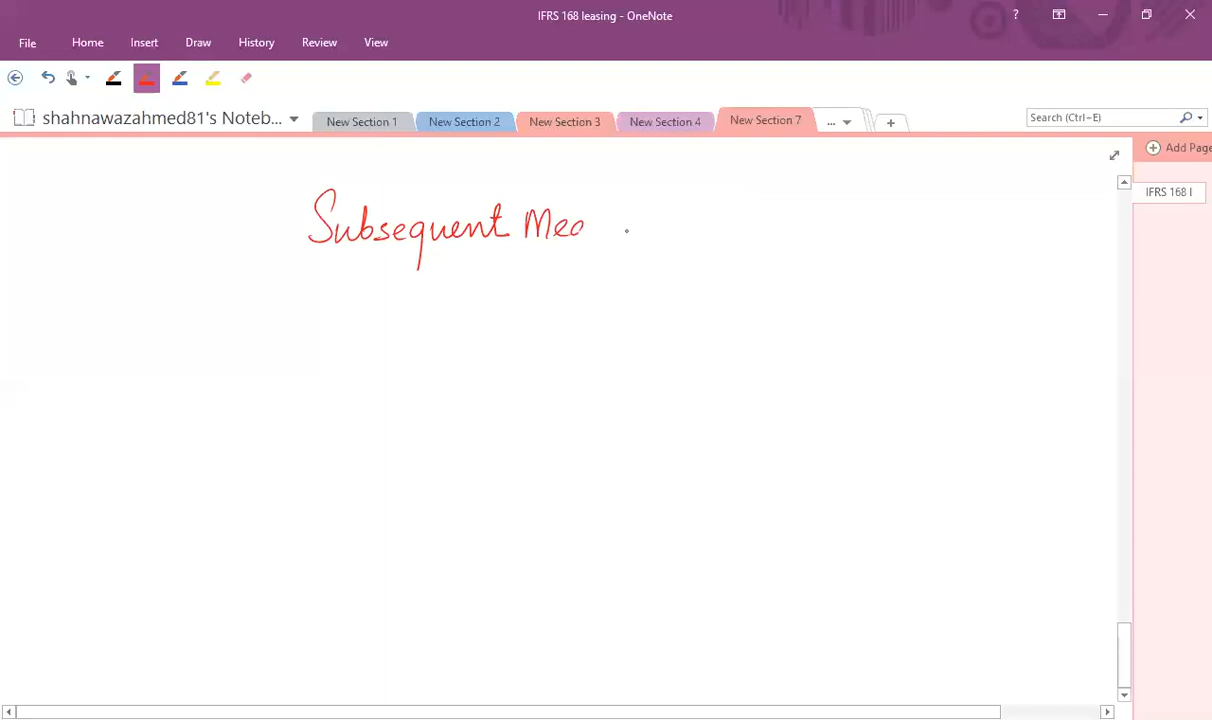 IFRS 168 leasing - OneNote
?
File Home Insert Draw History Review View
shahnawazahmed81's Noteb... New Section 1 New Section 2 New Section 3 New Section 4 New Section 7 ... + Search (Ctrl+E)
Add Page
IFRS 168 l
Subsequent Mea